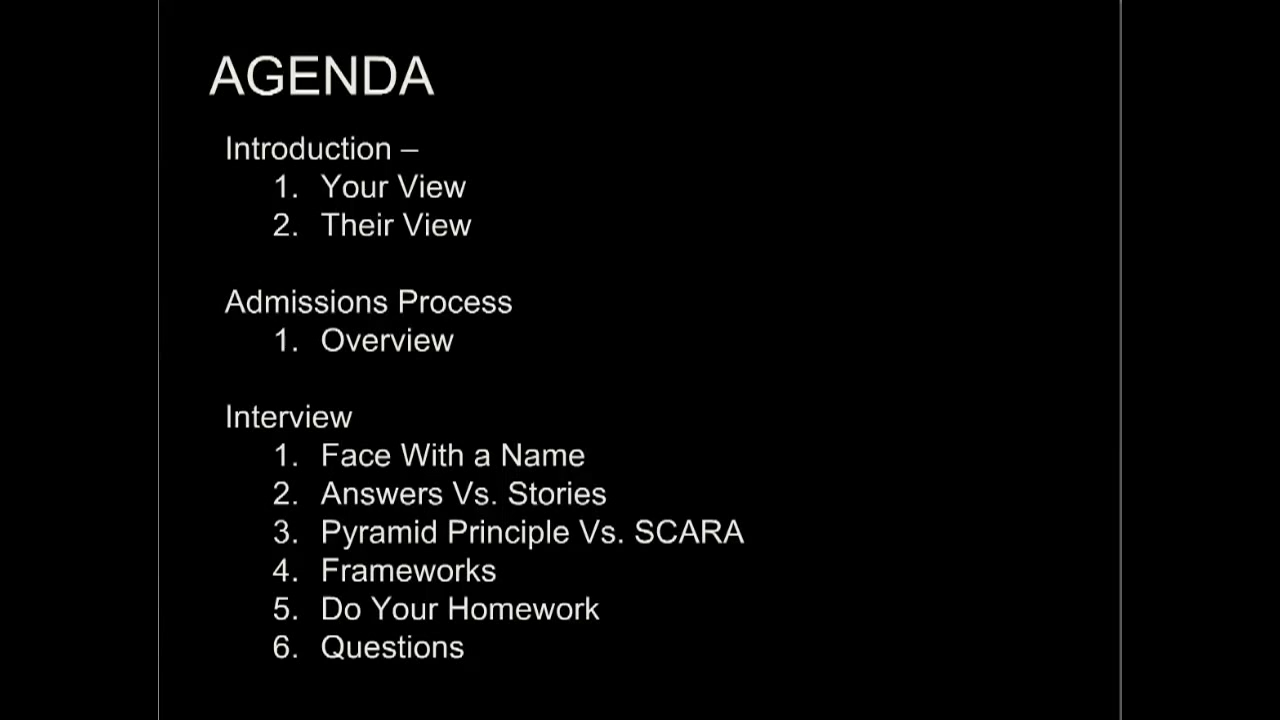 AGENDA
Introduction –
1. Your View
2. Their View
Admissions Process
1. Overview
Interview
1. Face With a Name
2. Answers Vs. Stories
3. Pyramid Principle Vs. SCARA
4. Frameworks
5. Do Your Homework
6. Questions